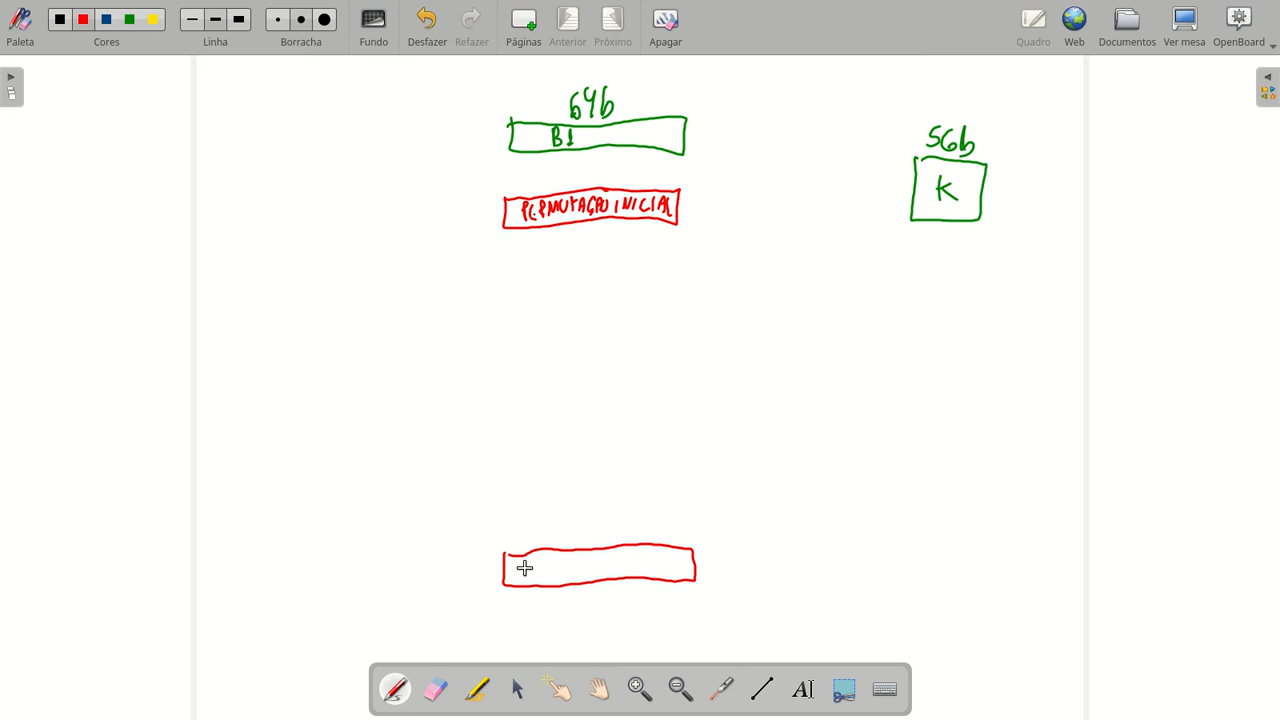 Paleta
Cores
Linha
Borracha
Fundo
Desfazer
Refazer
Páginas
Anterior
Próximo
Apagar
Quadro
Web
Documentos
Ver mesa
OpenBoard
64b
B1
56b
K
PERMUTAÇÃO INICIAL
AI